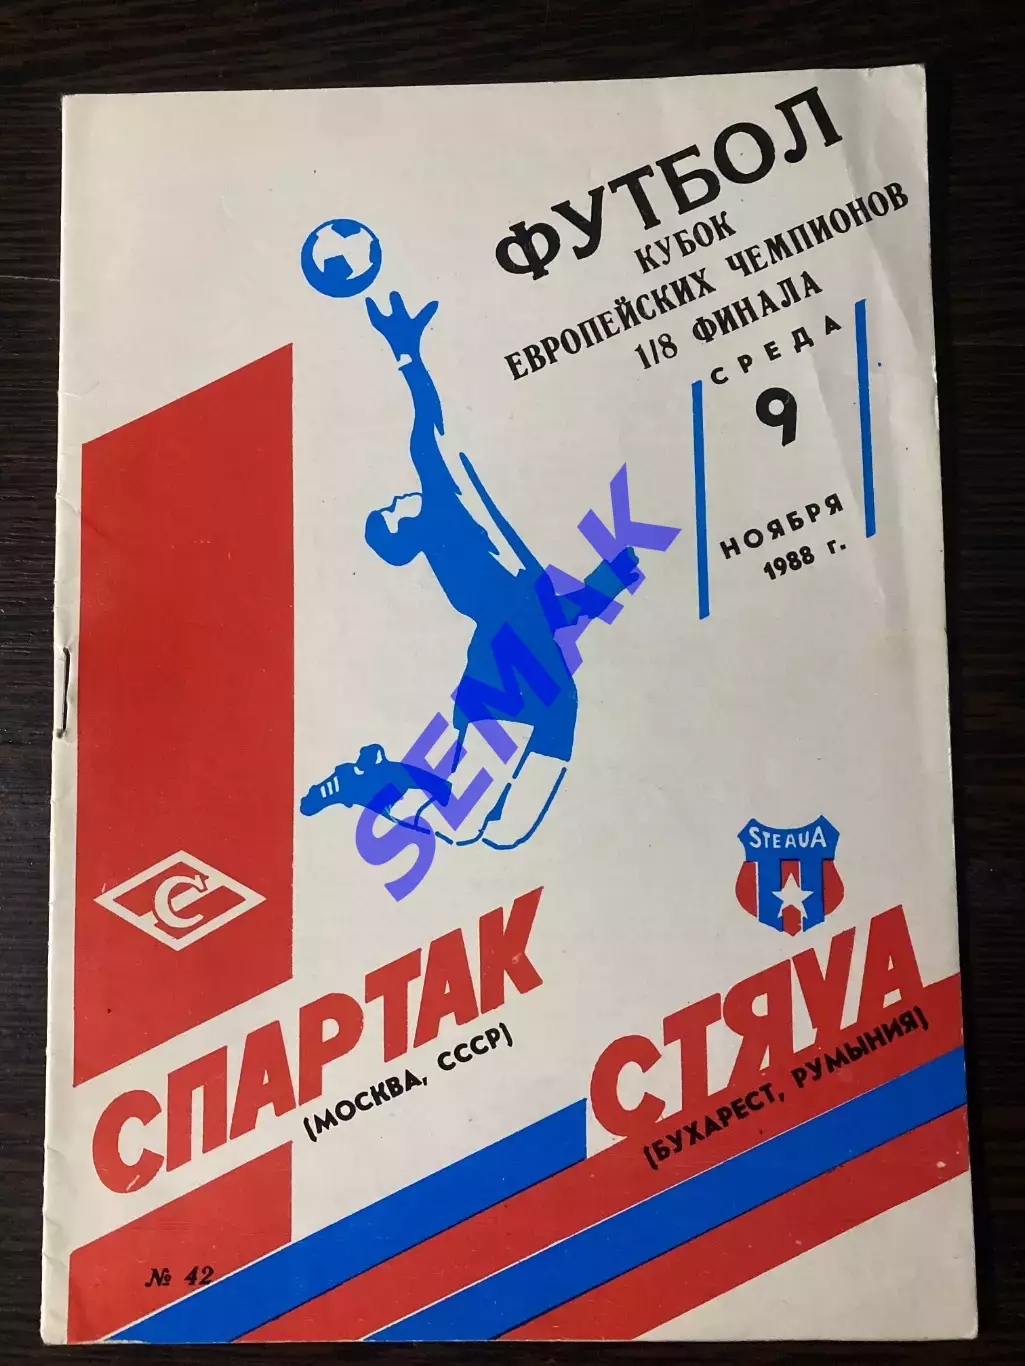 ФУТБОЛ
КУБОК
ЕВРОПЕЙСКИХ ЧЕМПИОНОВ
1/8 ФИНАЛА
СРЕДА
9
НОЯБРЯ
1988 г.
SEMAK
STEAUA
С
СПАРТАК
(МОСКВА, СССР)
СТЯУА
(БУХАРЕСТ, РУМЫНИЯ)
№ 42